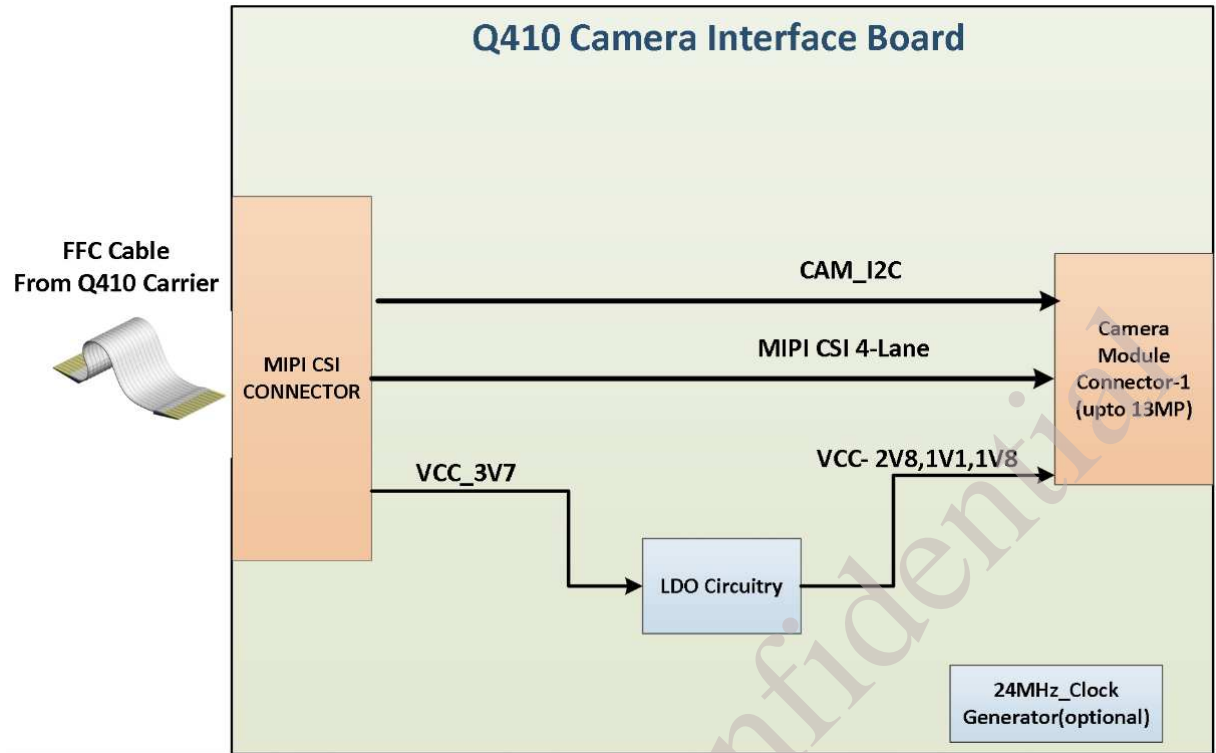 Q410 Camera Interface Board
FFC Cable
From Q410 Carrier
MIPI CSI
CONNECTOR
CAM_I2C
MIPI CSI 4-Lane
VCC_3V7
VCC- 2V8,1V1,1V8
LDO Circuitry
Camera
Module
Connector-1
(upto 13MP)
24MHz_Clock
Generator(optional)
nfidential